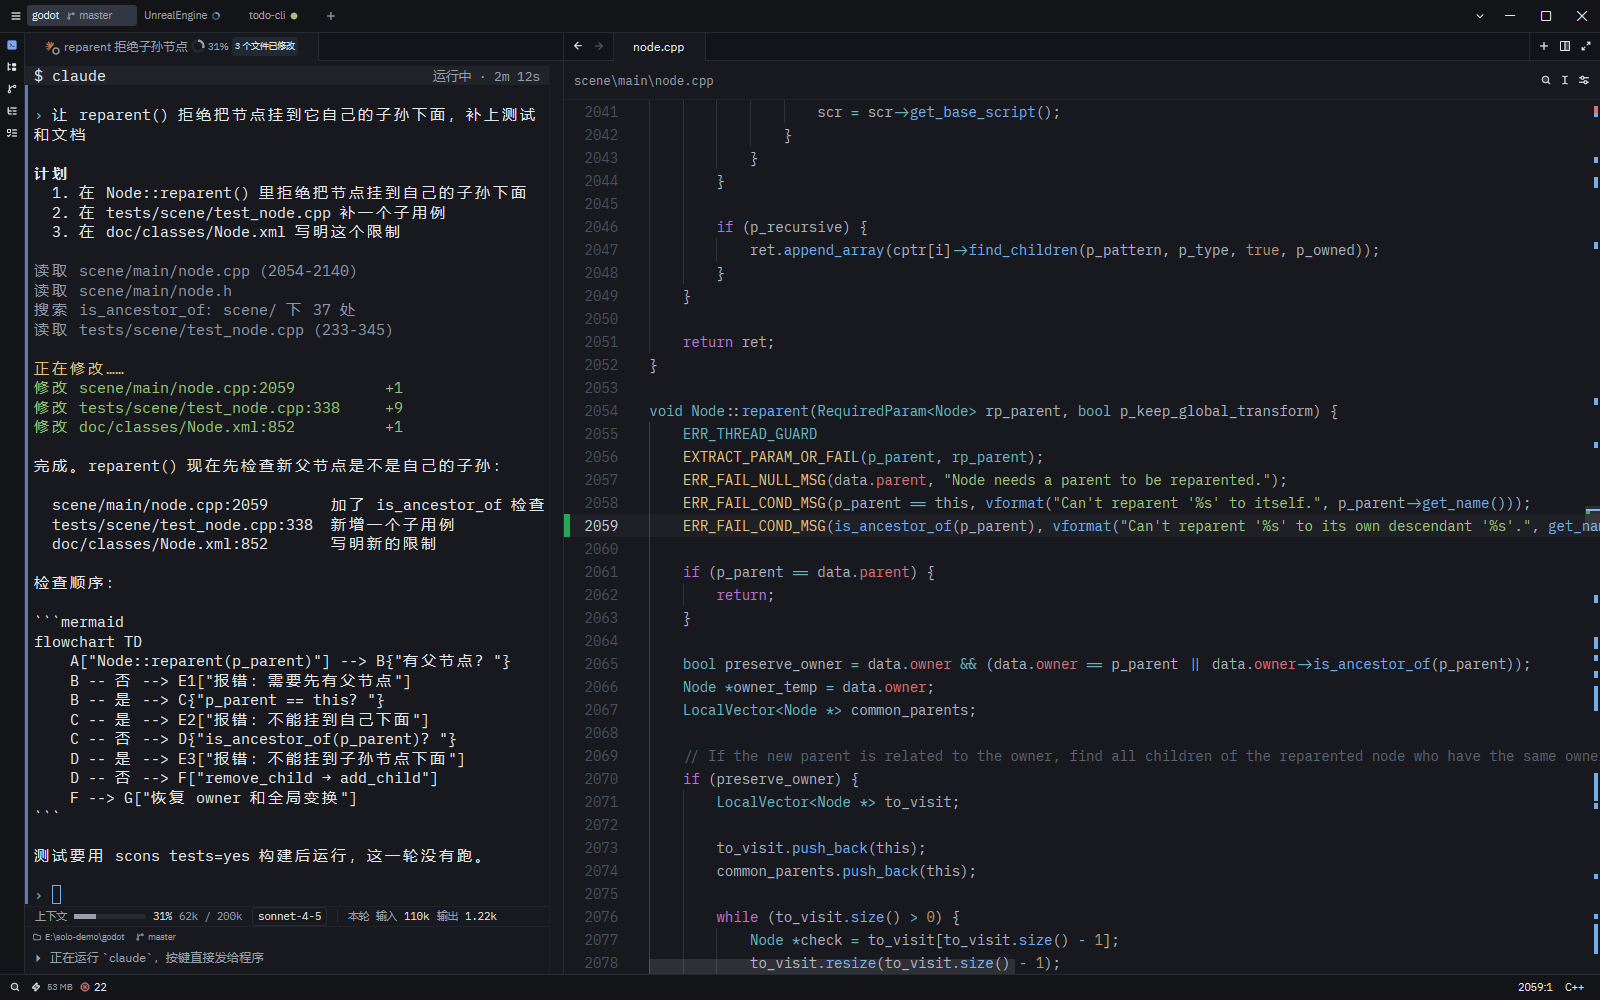 godot master UnrealEngine todo-cli
reparent 拒绝子孙节点 31% 3 个文件已修改
$ claude 运行中 · 2m 12s
› 让 reparent() 拒绝把节点挂到它自己的子孙下面，补上测试
和文档
计划
1. 在 Node::reparent() 里拒绝把节点挂到自己的子孙下面
2. 在 tests/scene/test_node.cpp 补一个子用例
3. 在 doc/classes/Node.xml 写明这个限制
读取 scene/main/node.cpp (2054-2140)
读取 scene/main/node.h
搜索 is_ancestor_of: scene/ 下 37 处
读取 tests/scene/test_node.cpp (233-345)
正在修改……
修改 scene/main/node.cpp:2059 +1
修改 tests/scene/test_node.cpp:338 +9
修改 doc/classes/Node.xml:852 +1
完成。reparent() 现在先检查新父节点是不是自己的子孙：
scene/main/node.cpp:2059 加了 is_ancestor_of 检查
tests/scene/test_node.cpp:338 新增一个子用例
doc/classes/Node.xml:852 写明新的限制
检查顺序：
```mermaid
flowchart TD
A["Node::reparent(p_parent)"] --> B{"有父节点？"}
B -- 否 --> E1["报错：需要先有父节点"]
B -- 是 --> C{"p_parent == this？"}
C -- 是 --> E2["报错：不能挂到自己下面"]
C -- 否 --> D{"is_ancestor_of(p_parent)？"}
D -- 是 --> E3["报错：不能挂到子孙节点下面"]
D -- 否 --> F["remove_child → add_child"]
F --> G["恢复 owner 和全局变换"]
```
测试要用 scons tests=yes 构建后运行，这一轮没有跑。
›
上下文 31% 62k / 200k sonnet-4-5 本轮 输入 110k 输出 1.22k
E:\solo-demo\godot master
正在运行 `claude`，按键直接发给程序
53 MB 22
node.cpp
scene\main\node.cpp
2041 scr = scr->get_base_script();
2042 }
2043 }
2044 }
2045
2046 if (p_recursive) {
2047 ret.append_array(cptr[i]->find_children(p_pattern, p_type, true, p_owned));
2048 }
2049 }
2050
2051 return ret;
2052 }
2053
2054 void Node::reparent(RequiredParam<Node> rp_parent, bool p_keep_global_transform) {
2055 ERR_THREAD_GUARD
2056 EXTRACT_PARAM_OR_FAIL(p_parent, rp_parent);
2057 ERR_FAIL_NULL_MSG(data.parent, "Node needs a parent to be reparented.");
2058 ERR_FAIL_COND_MSG(p_parent == this, vformat("Can't reparent '%s' to itself.", p_parent->get_name()));
2059 ERR_FAIL_COND_MSG(is_ancestor_of(p_parent), vformat("Can't reparent '%s' to its own descendant '%s'.", get_na
2060
2061 if (p_parent == data.parent) {
2062 return;
2063 }
2064
2065 bool preserve_owner = data.owner && (data.owner == p_parent || data.owner->is_ancestor_of(p_parent));
2066 Node *owner_temp = data.owner;
2067 LocalVector<Node *> common_parents;
2068
2069 // If the new parent is related to the owner, find all children of the reparented node who have the same owne
2070 if (preserve_owner) {
2071 LocalVector<Node *> to_visit;
2072
2073 to_visit.push_back(this);
2074 common_parents.push_back(this);
2075
2076 while (to_visit.size() > 0) {
2077 Node *check = to_visit[to_visit.size() - 1];
2078 to_visit.resize(to_visit.size() - 1);
2059:1 C++